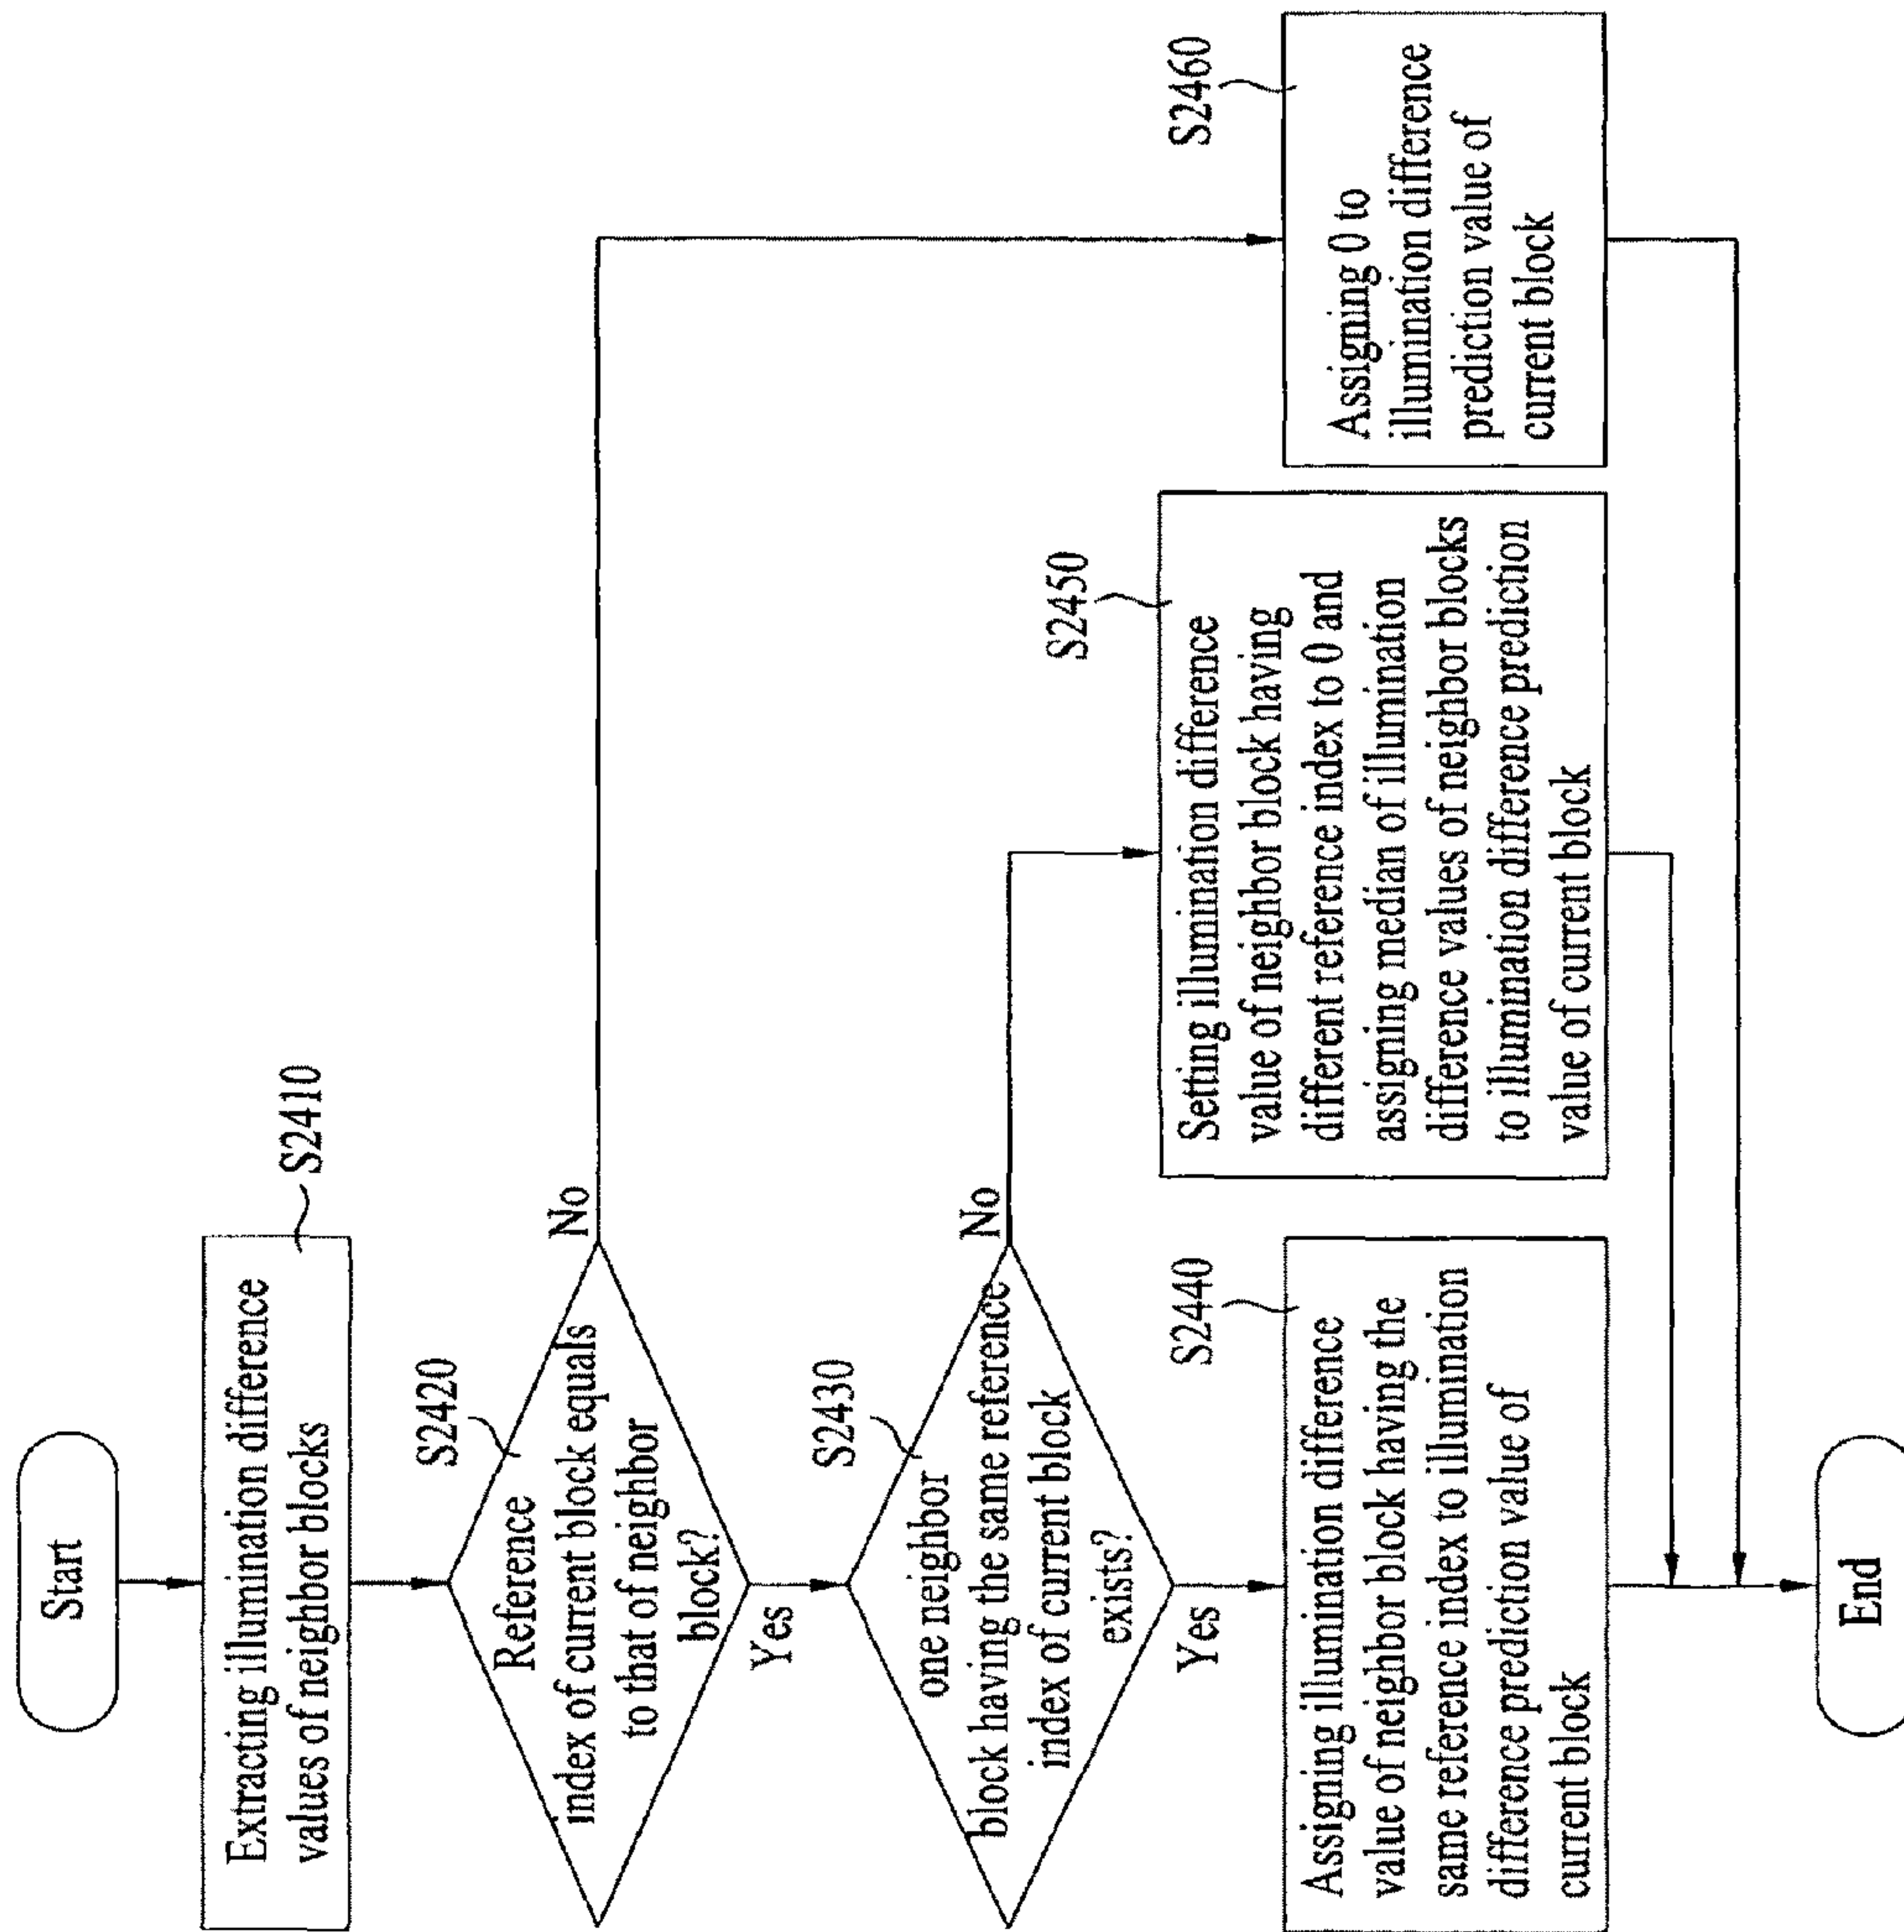 Start
Extracting illumination difference
values of neighbor blocks
S2410
Reference
index of current block equals
to that of neighbor
block?
S2420
No
Yes
one neighbor
block having the same reference
index of current block
exists?
S2430
No
Yes
Assigning illumination difference
value of neighbor block having the
same reference index to illumination
difference prediction value of
current block
S2440
Setting illumination difference
value of neighbor block having
different reference index to 0 and
assigning median of illumination
difference values of neighbor blocks
to illumination difference prediction
value of current block
S2450
Assigning 0 to
illumination difference
prediction value of
current block
S2460
End